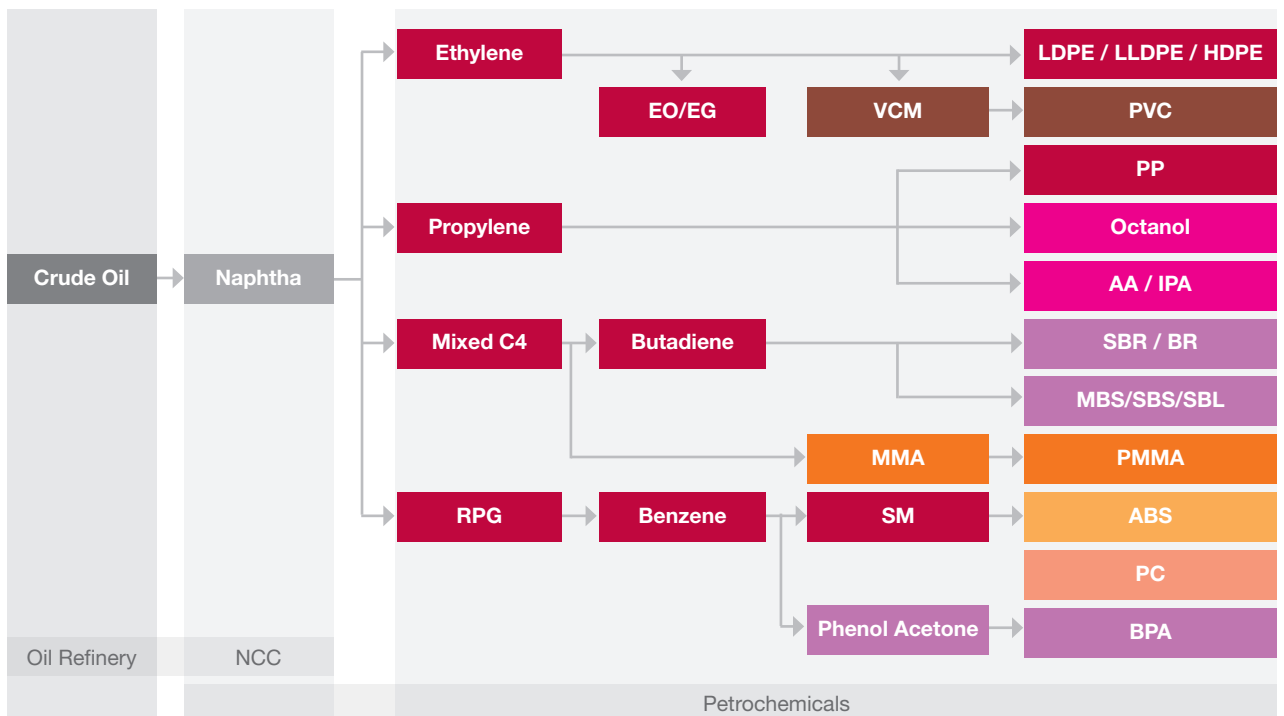 Ethylene
LDPE / LLDPE / HDPE
EO/EG
VCM
PVC
PP
Propylene
Octanol
Crude Oil
Naphtha
AA / IPA
Mixed C4
Butadiene
SBR / BR
MBS/SBS/SBL
MMA
PMMA
RPG
Benzene
SM
ABS
PC
Phenol Acetone
BPA
Oil Refinery
NCC
Petrochemicals